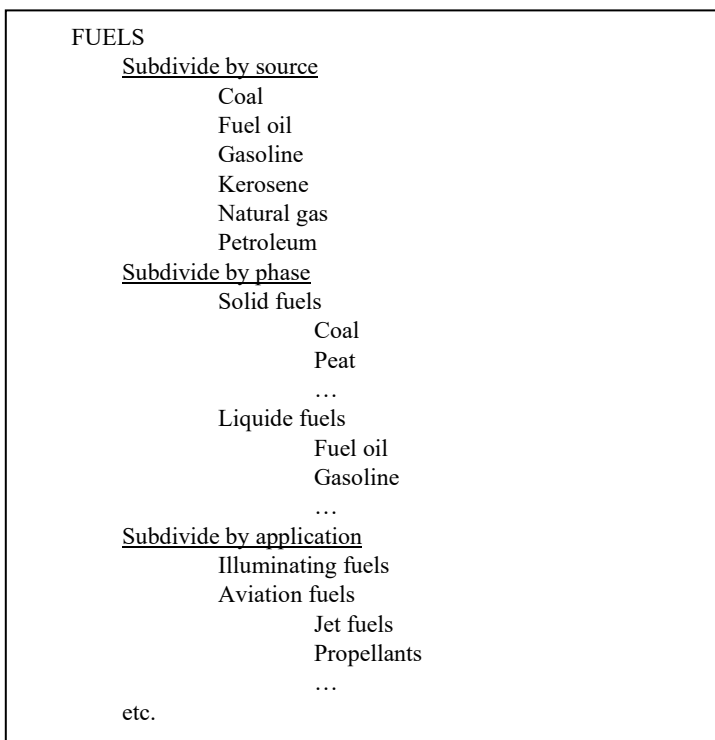 FUELS
Subdivide by source
Coal
Fuel oil
Gasoline
Kerosene
Natural gas
Petroleum
Subdivide by phase
Solid fuels
Coal
Peat
…
Liquide fuels
Fuel oil
Gasoline
…
Subdivide by application
Illuminating fuels
Aviation fuels
Jet fuels
Propellants
…
etc.